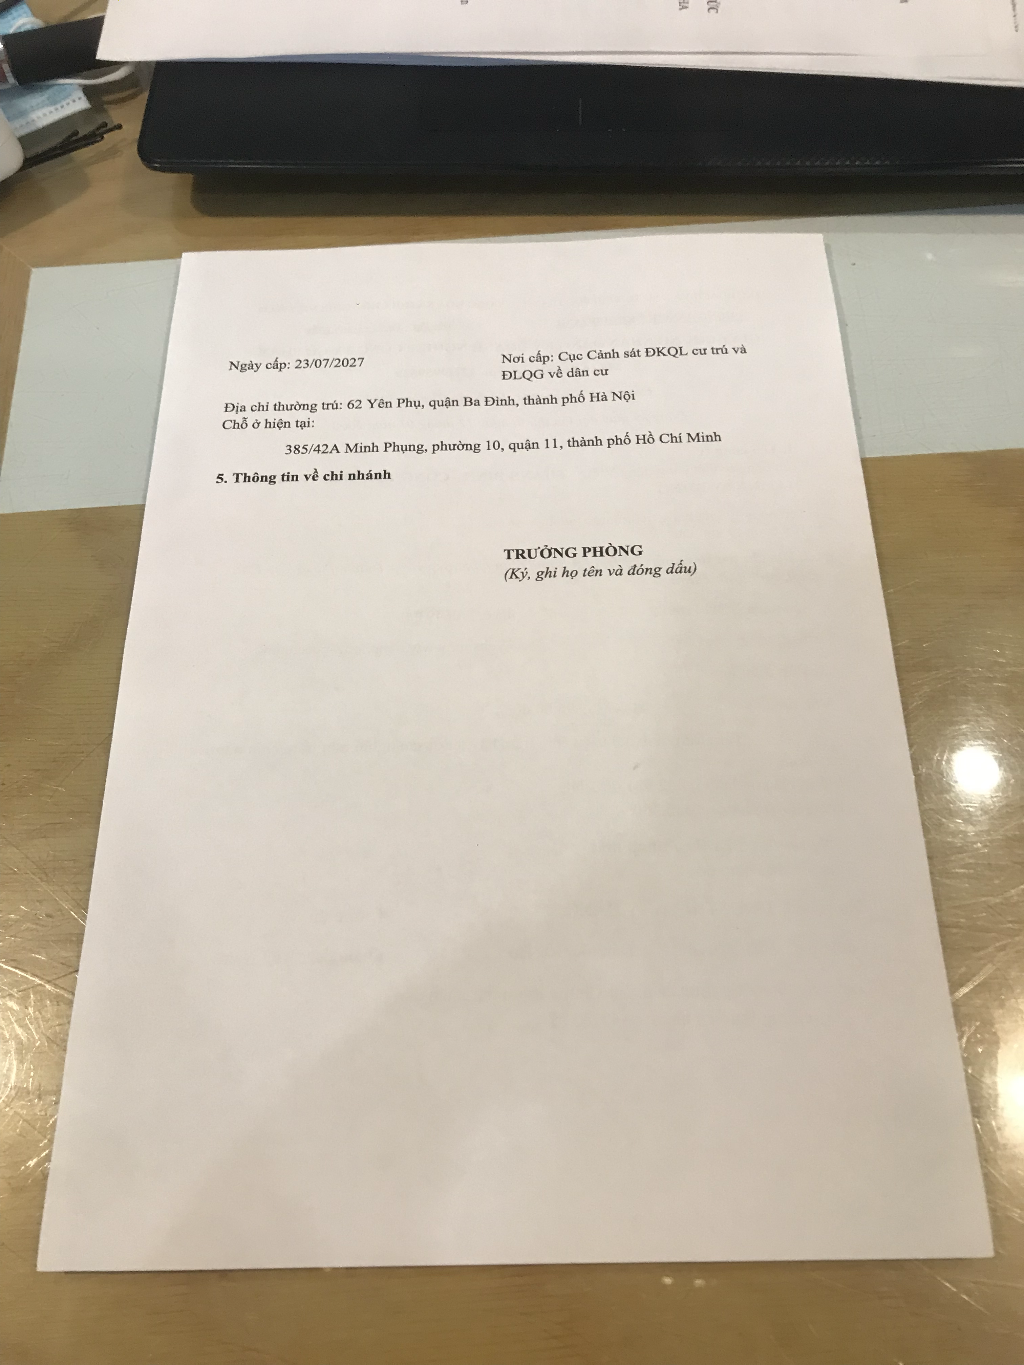 Ngày cấp: 23/07/2027
Nơi cấp: Cục Cảnh sát ĐKQL cư trú và
ĐLQG về dân cư
Địa chỉ thường trú: 62 Yên Phụ, quận Ba Đình, thành phố Hà Nội
Chỗ ở hiện tại:
385/42A Minh Phụng, phường 10, quận 11, thành phố Hồ Chí Minh
5. Thông tin về chi nhánh
TRƯỞNG PHÒNG
(Ký, ghi họ tên và đóng dấu)